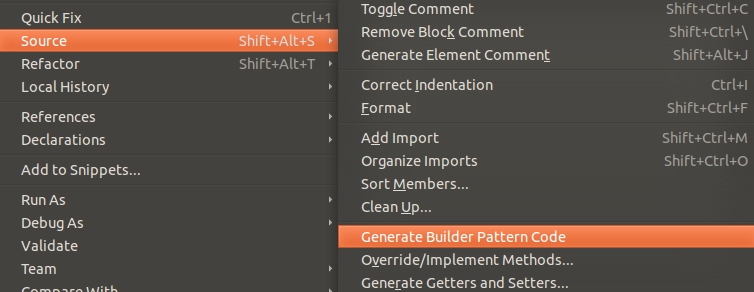 Quick Fix Ctrl+1
Source Shift+Alt+S
Refactor Shift+Alt+T
Local History
References
Declarations
Add to Snippets...
Run As
Debug As
Validate
Team
Compare With
Toggle Comment Shift+Ctrl+C
Remove Block Comment Shift+Ctrl+\
Generate Element Comment Shift+Alt+J
Correct Indentation Ctrl+I
Format Shift+Ctrl+F
Add Import Shift+Ctrl+M
Organize Imports Shift+Ctrl+O
Sort Members...
Clean Up...
Generate Builder Pattern Code
Override/Implement Methods...
Generate Getters and Setters...